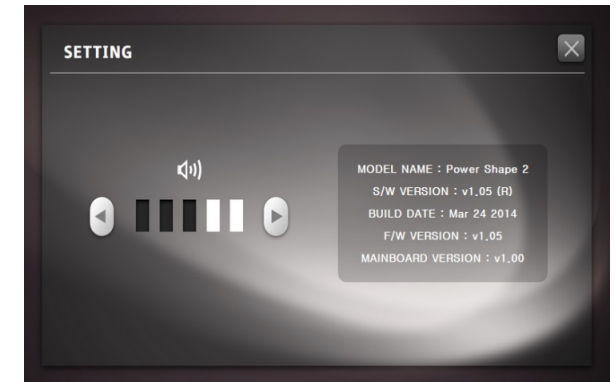 SETTING
MODEL NAME : Power Shape 2
S/W VERSION : v1.05 (R)
BUILD DATE : Mar 24 2014
F/W VERSION : v1.05
MAINBOARD VERSION : v1.00